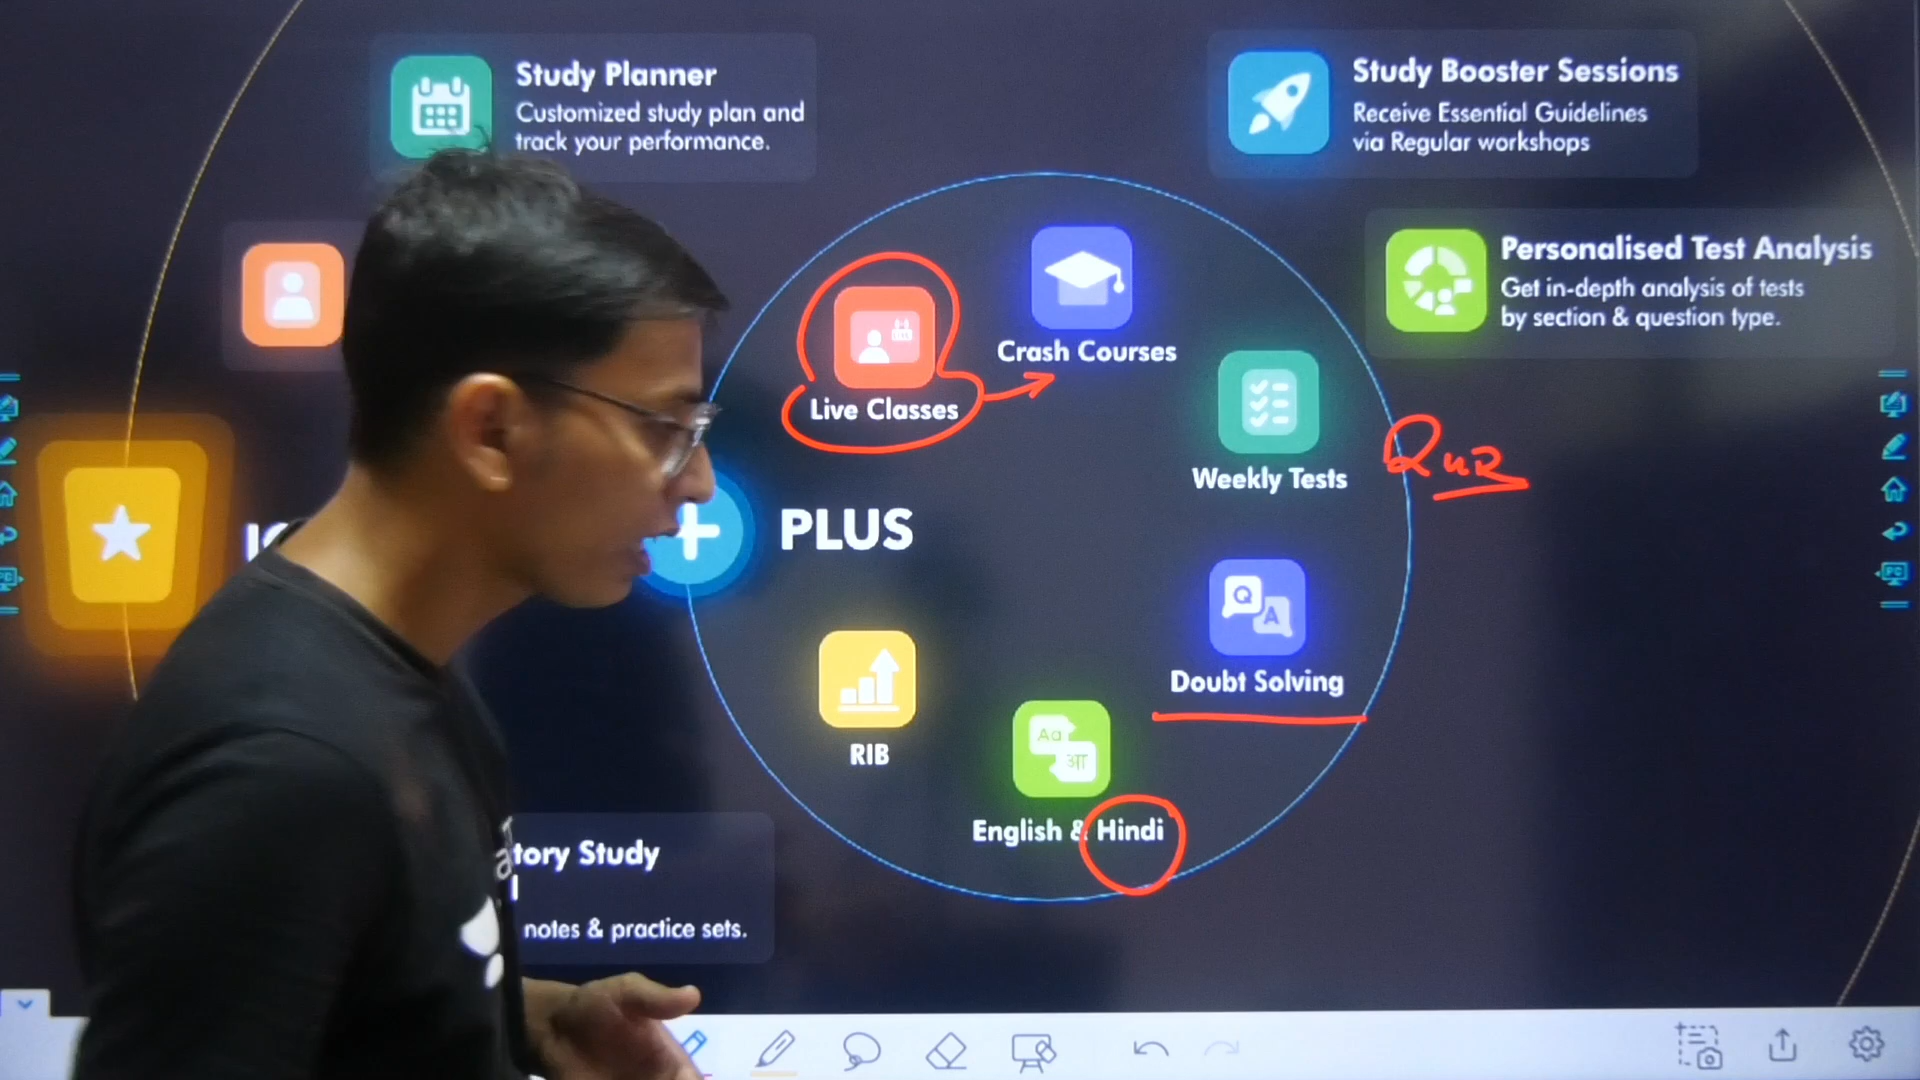 Study Planner
Customized study plan and
track your performance.
Study Booster Sessions
Receive Essential Guidelines
via Regular workshops
Personalised Test Analysis
Get in-depth analysis of tests
by section & question type.
Crash Courses
Live Classes
Weekly Tests
PLUS
Q
A
Doubt Solving
RIB
Aa
आ
English & Hindi
tory Study
notes & practice sets.